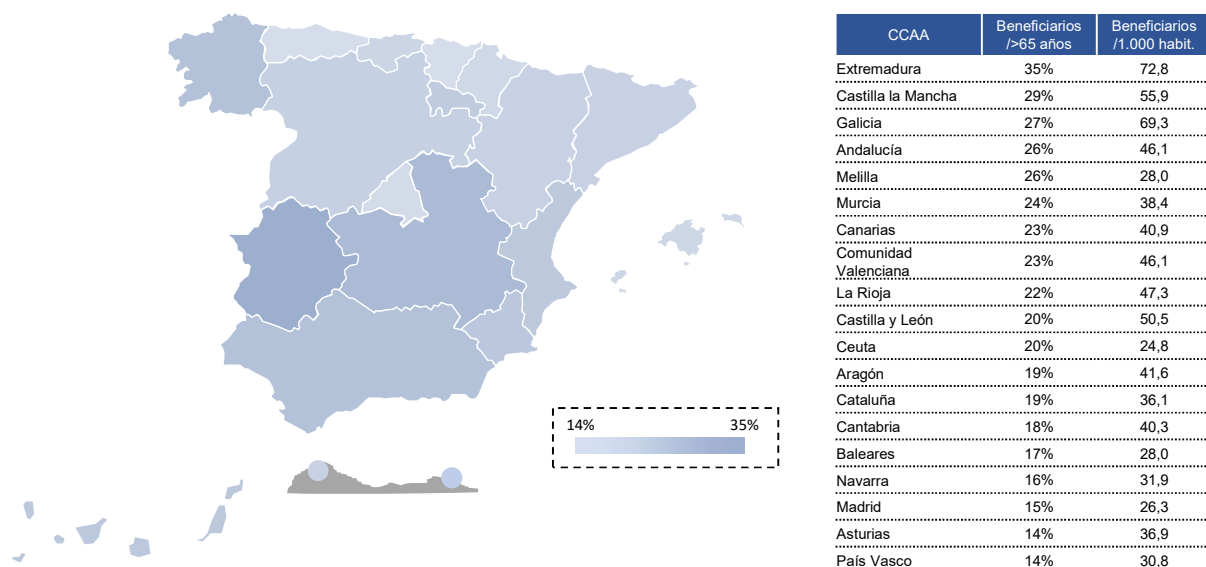 14% 35%
CCAA Beneficiarios /&gt;65 años Beneficiarios /1.000 habit.
Extremadura 35% 72,8
Castilla la Mancha 29% 55,9
Galicia 27% 69,3
Andalucía 26% 46,1
Melilla 26% 28,0
Murcia 24% 38,4
Canarias 23% 40,9
Comunidad
Valenciana 23% 46,1
La Rioja 22% 47,3
Castilla y León 20% 50,5
Ceuta 20% 24,8
Aragón 19% 41,6
Cataluña 19% 36,1
Cantabria 18% 40,3
Baleares 17% 28,0
Navarra 16% 31,9
Madrid 15% 26,3
Asturias 14% 36,9
País Vasco 14% 30,8